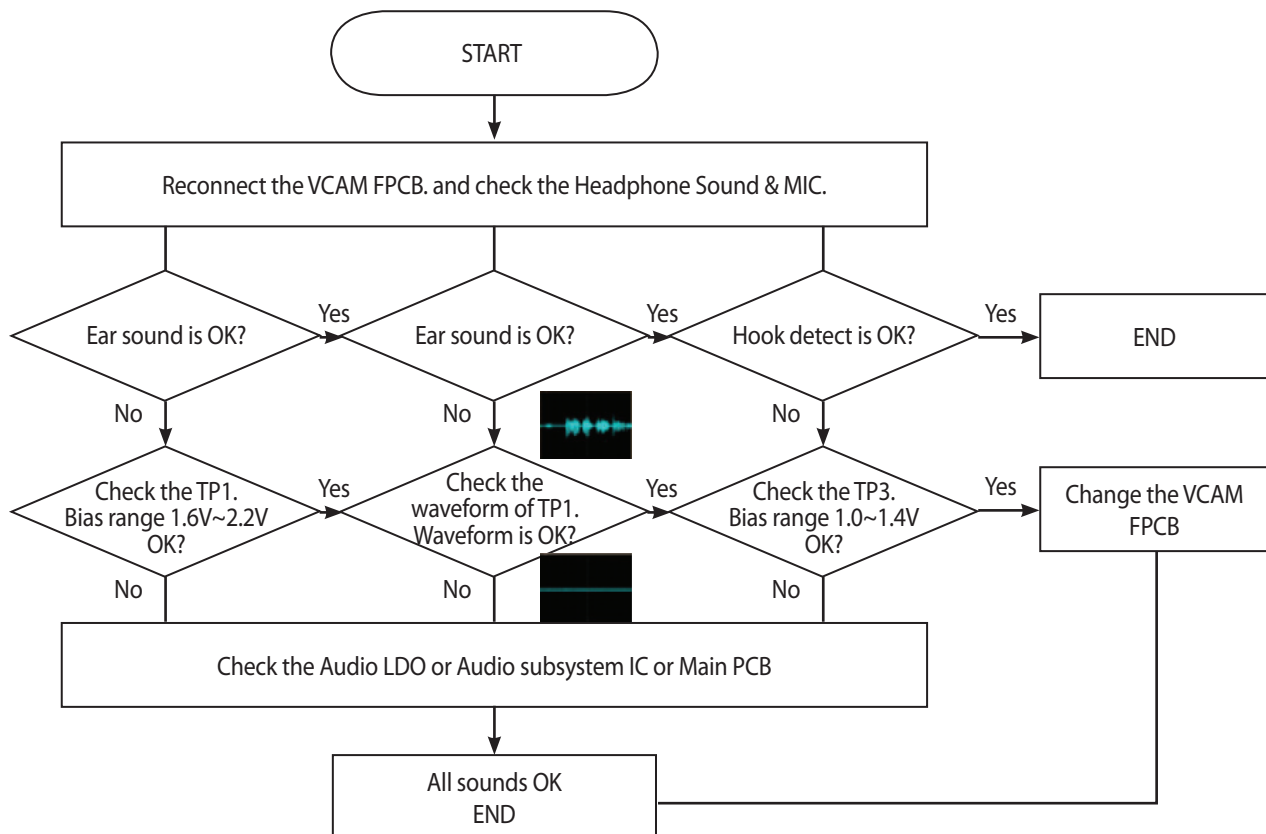 START
Reconnect the VCAM FPCB. and check the Headphone Sound & MIC.
Ear sound is OK?
Yes
Ear sound is OK?
Yes
Hook detect is OK?
Yes
END
No
No
No
Check the TP1.
Bias range 1.6V~2.2V
OK?
Yes
Check the
waveform of TP1.
Waveform is OK?
Yes
Check the TP3.
Bias range 1.0~1.4V
OK?
Yes
Change the VCAM
FPCB
No
No
No
Check the Audio LDO or Audio subsystem IC or Main PCB
All sounds OK
END